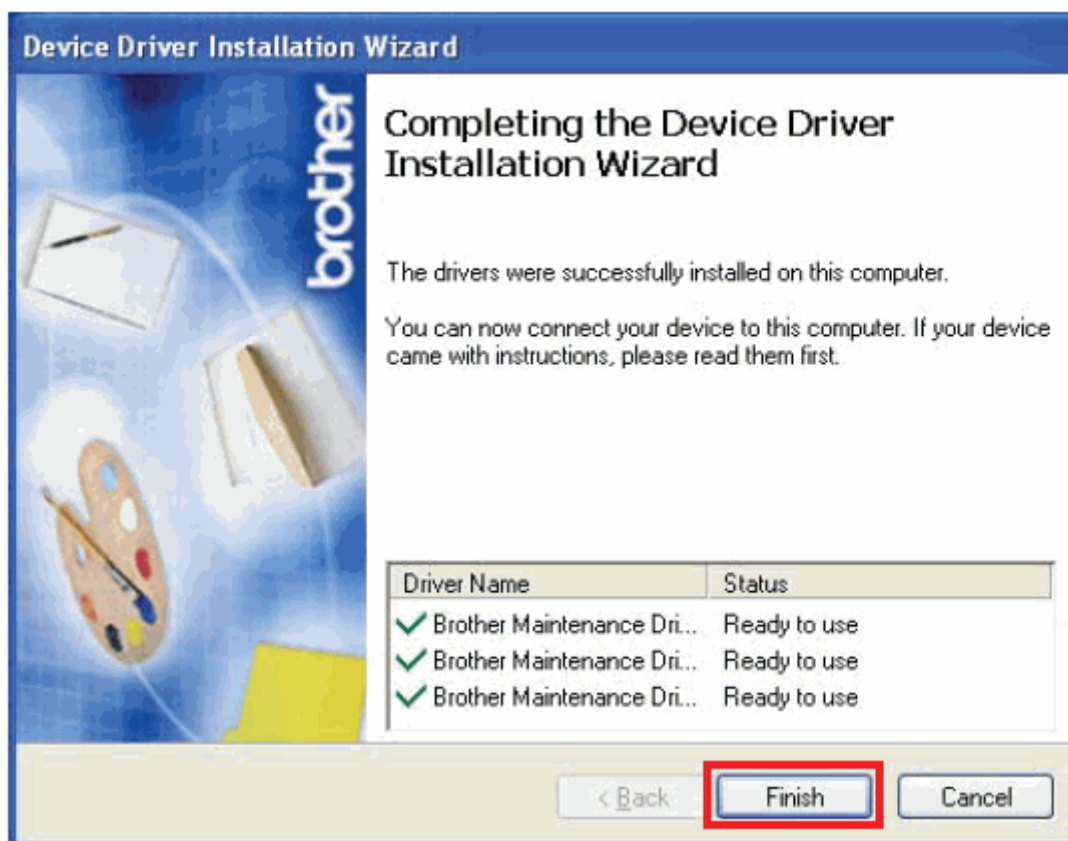 Device Driver Installation Wizard
brother
Completing the Device Driver
Installation Wizard
The drivers were successfully installed on this computer.
You can now connect your device to this computer. If your device
came with instructions, please read them first.
Driver Name Status
Brother Maintenance Dri... Ready to use
Brother Maintenance Dri... Ready to use
Brother Maintenance Dri... Ready to use
< Back Finish Cancel